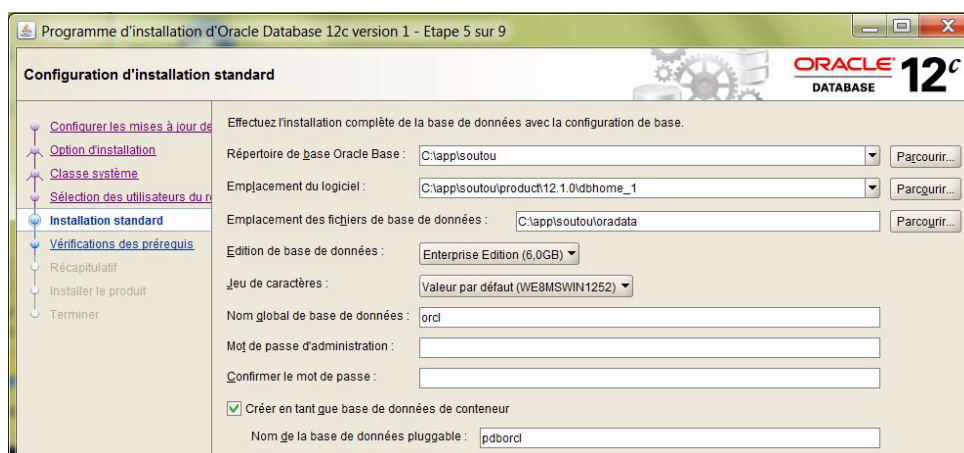 Programme d'installation d'Oracle Database 12c version 1 - Etape 5 sur 9
Configuration d'installation standard
ORACLE
DATABASE
12c
Configurer les mises à jour de
Option d'installation
Classe système
Sélection des utilisateurs du
Installation standard
Vérifications des prérequis
Récapitulatif
Installer le produit
Terminer
Effectuez l'installation complète de la base de données avec la configuration de base.
Répertoire de base Oracle Base : C:\app\soutou Parcourir...
Emplacement du logiciel : C:\app\soutou\product\12.1.0\dbhome_1 Parcourir...
Emplacement des fichiers de base de données : C:\app\soutou\oradata Parcourir...
Edition de base de données : Enterprise Edition (6,0GB)
Jeu de caractères : Valeur par défaut (WE8MSWIN1252)
Nom global de base de données : orcl
Mot de passe d'administration :
Confirmer le mot de passe :
Créer en tant que base de données de conteneur
Nom de la base de données pluggable : pdborcl